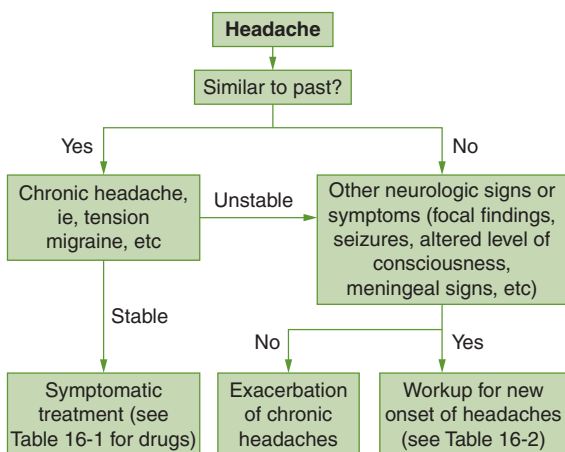 Headache
Similar to past?
Yes
No
Chronic headache,
ie, tension
migraine, etc
Unstable
Other neurologic signs or
symptoms (focal findings,
seizures, altered level of
consciousness,
meningeal signs, etc)
Stable
No
Yes
Symptomatic
treatment (see
Table 16-1 for drugs)
Exacerbation
of chronic
headaches
Workup for new
onset of headaches
(see Table 16-2)